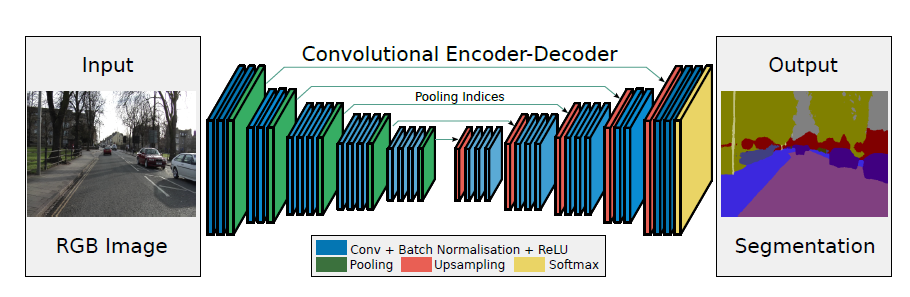 Convolutional Encoder-Decoder
Input
Output
Pooling Indices
RGB Image
Segmentation
Conv + Batch Normalisation + ReLU
Pooling
Upsampling
Softmax